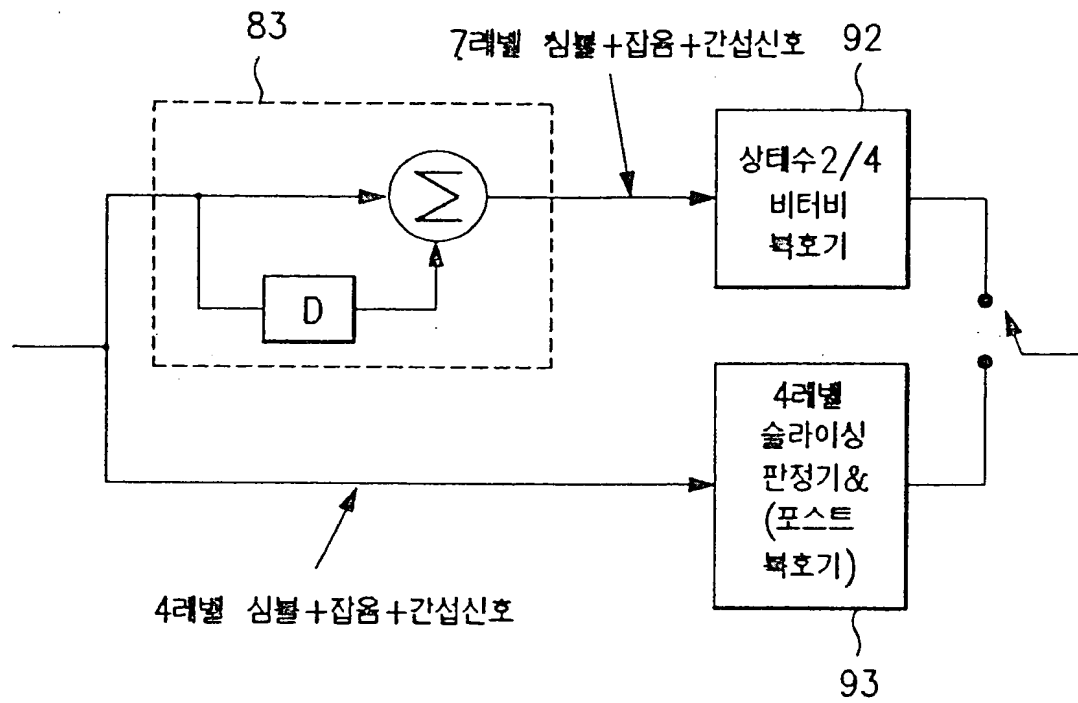 83
7레벨 심볼+잡음+간섭신호
92
Σ
D
상태수2/4
비터비
복호기
4레벨
슬라이싱
판정기&
(포스트
복호기)
4레벨 심볼+잡음+간섭신호
93